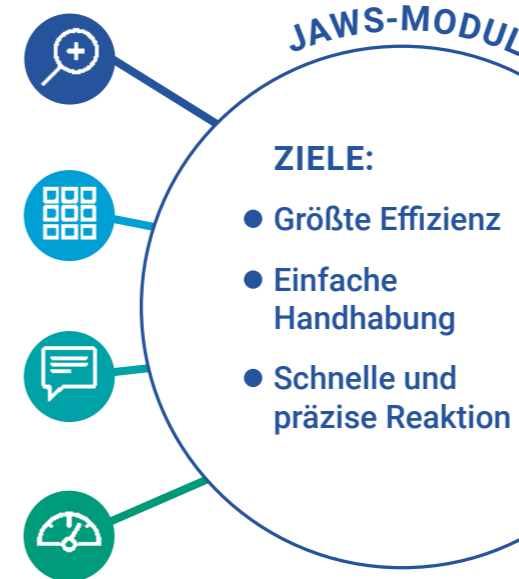 JAWS-MODUL
ZIELE:
● Größte Effizienz
● Einfache
Handhabung
● Schnelle und
präzise Reaktion